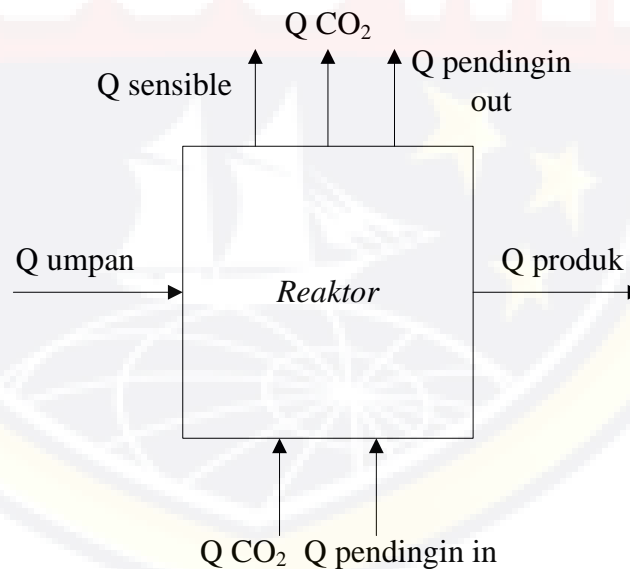 Q CO₂
Q sensible
Q pendingin
out
Q umpan
Q produk
Reaktor
Q CO₂
Q pendingin in